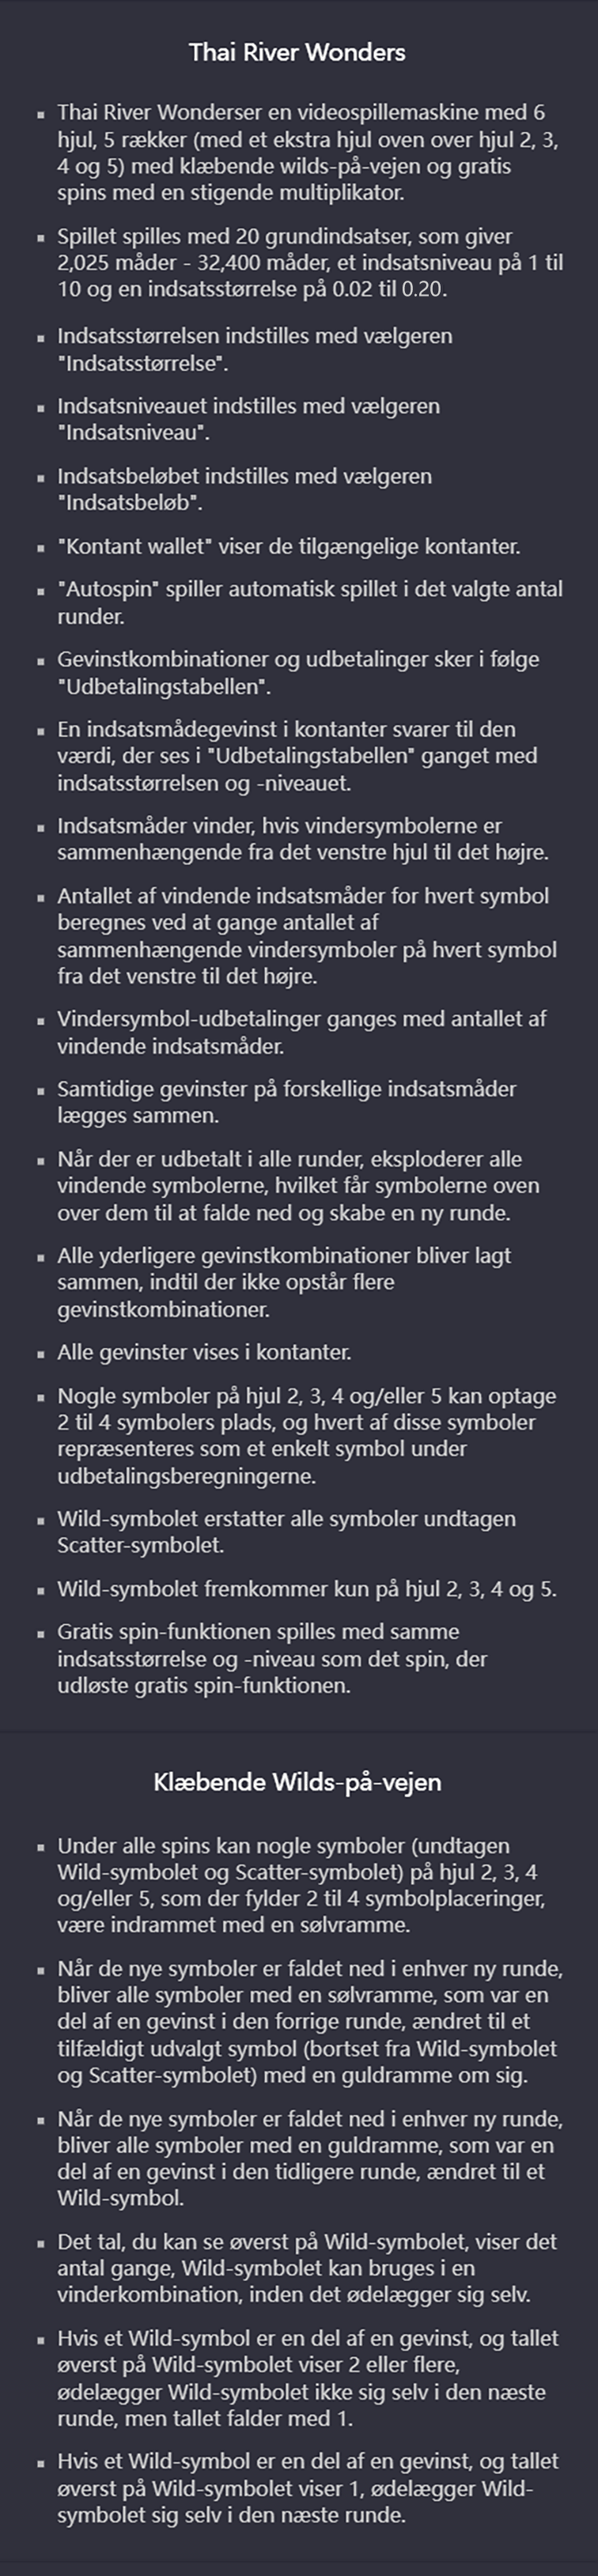 Thai River Wonders
Thai River Wonderser en videospillemaskine med 6
hjul, 5 rækker (med et ekstra hjul oven over hjul 2, 3,
4 og 5) med klæbende wilds-på-vejen og gratis
spins med en stigende multiplikator.
Spillet spilles med 20 grundindsatser, som giver
2,025 måder - 32,400 måder, et indsatsniveau på 1 til
10 og en indsatsstørrelse på 0.02 til 0.20.
Indsatsstørrelsen indstilles med vælgeren
"Indsatsstørrelse".
Indsatsniveauet indstilles med vælgeren
"Indsatsniveau".
Indsatsbeløbet indstilles med vælgeren
"Indsatsbeløb".
"Kontant wallet" viser de tilgængelige kontanter.
"Autospin" spiller automatisk spillet i det valgte antal
runder.
Gevinstkombinationer og udbetalinger sker i følge
"Udbetalingstabellen".
En indsatsmådegevinst i kontanter svarer til den
værdi, der ses i "Udbetalingstabellen" ganget med
indsatsstørrelsen og -niveauet.
Indsatsmåder vinder, hvis vindersymbolerne er
sammenhængende fra det venstre hjul til det højre.
Antallet af vindende indsatsmåder for hvert symbol
beregnes ved at gange antallet af
sammenhængende vindersymboler på hvert symbol
fra det venstre til det højre.
Vindersymbol-udbetalinger ganges med antallet af
vindende indsatsmåder.
Samtidige gevinster på forskellige indsatsmåder
lægges sammen.
Når der er udbetalt i alle runder, eksploderer alle
vindende symbolerne, hvilket får symbolerne oven
over dem til at falde ned og skabe en ny runde.
Alle yderligere gevinstkombinationer bliver lagt
sammen, indtil der ikke opstår flere
gevinstkombinationer.
Alle gevinster vises i kontanter.
Nogle symboler på hjul 2, 3, 4 og/eller 5 kan optage
2 til 4 symbolers plads, og hvert af disse symboler
repræsenteres som et enkelt symbol under
udbetalingsberegningerne.
Wild-symbolet erstatter alle symboler undtagen
Scatter-symbolet.
Wild-symbolet fremkommer kun på hjul 2, 3, 4 og 5.
Gratis spin-funktionen spilles med samme
indsatsstørrelse og -niveau som det spin, der
udløste gratis spin-funktionen.
Klæbende Wilds-på-vejen
Under alle spins kan nogle symboler (undtagen
Wild-symbolet og Scatter-symbolet) på hjul 2, 3, 4
og/eller 5, som der fylder 2 til 4 symbolplaceringer,
være indrammet med en sølvramme.
Når de nye symboler er faldet ned i enhver ny runde,
bliver alle symboler med en sølvramme, som var en
del af en gevinst i den forrige runde, ændret til et
tilfældigt udvalgt symbol (bortset fra Wild-symbolet
og Scatter-symbolet) med en guldramme om sig.
Når de nye symboler er faldet ned i enhver ny runde,
bliver alle symboler med en guldramme, som var en
del af en gevinst i den tidligere runde, ændret til et
Wild-symbol.
Det tal, du kan se øverst på Wild-symbolet, viser det
antal gange, Wild-symbolet kan bruges i en
vinderkombination, inden det ødelægger sig selv.
Hvis et Wild-symbol er en del af en gevinst, og tallet
øverst på Wild-symbolet viser 2 eller flere,
ødelægger Wild-symbolet ikke sig selv i den næste
runde, men tallet falder med 1.
Hvis et Wild-symbol er en del af en gevinst, og tallet
øverst på Wild-symbolet viser 1, ødelægger Wild-
symbolet sig selv i den næste runde.